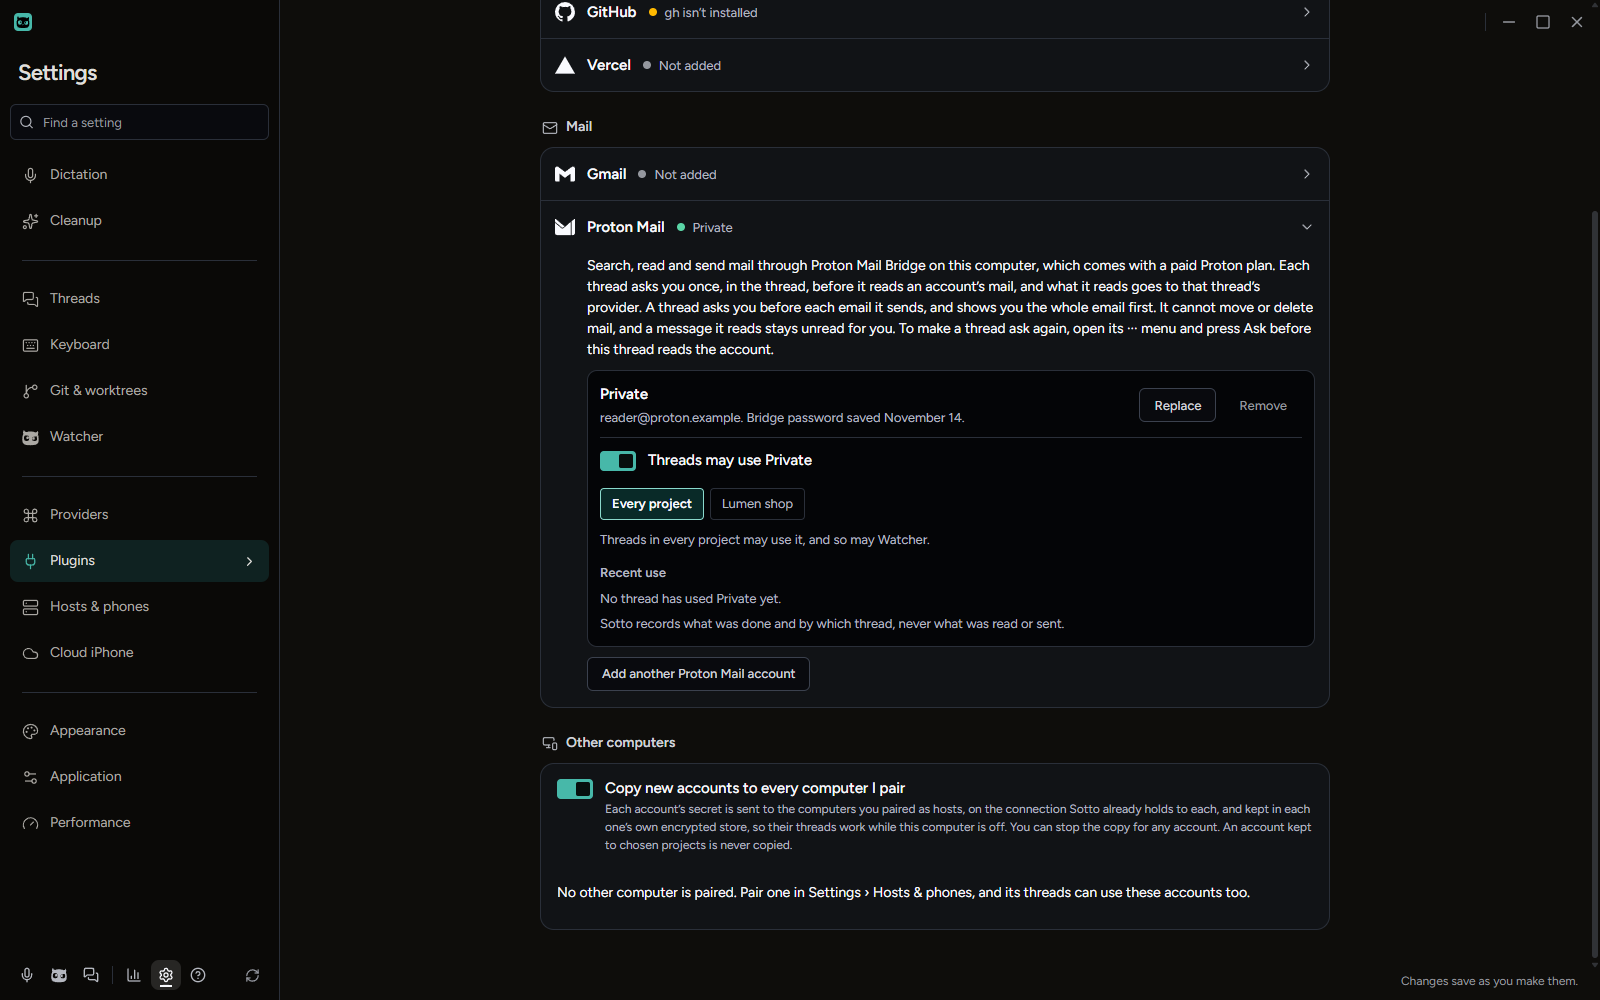 Settings
Find a setting
Dictation
Cleanup
Threads
Keyboard
Git & worktrees
Watcher
Providers
Plugins
Hosts & phones
Cloud iPhone
Appearance
Application
Performance
GitHub gh isn't installed
Vercel Not added
Mail
Gmail Not added
Proton Mail Private
Search, read and send mail through Proton Mail Bridge on this computer, which comes with a paid Proton plan. Each
thread asks you once, in the thread, before it reads an account's mail, and what it reads goes to that thread's
provider. A thread asks you before each email it sends, and shows you the whole email first. It cannot move or delete
mail, and a message it reads stays unread for you. To make a thread ask again, open its ··· menu and press Ask before
this thread reads the account.
Private
reader@proton.example. Bridge password saved November 14.
Replace Remove
Threads may use Private
Every project Lumen shop
Threads in every project may use it, and so may Watcher.
Recent use
No thread has used Private yet.
Sotto records what was done and by which thread, never what was read or sent.
Add another Proton Mail account
Other computers
Copy new accounts to every computer I pair
Each account's secret is sent to the computers you paired as hosts, on the connection Sotto already holds to each, and kept in each
one's own encrypted store, so their threads work while this computer is off. You can stop the copy for any account. An account kept
to chosen projects is never copied.
No other computer is paired. Pair one in Settings › Hosts & phones, and its threads can use these accounts too.
Changes save as you make them.